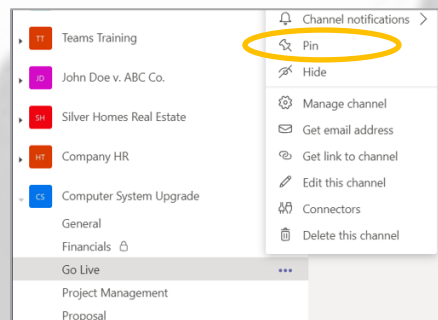 TT Teams Training
JD John Doe v. ABC Co.
SH Silver Homes Real Estate
HT Company HR
CS Computer System Upgrade
General
Financials
Go Live
Project Management
Proposal
Channel notifications
Pin
Hide
Manage channel
Get email address
Get link to channel
Edit this channel
Connectors
Delete this channel